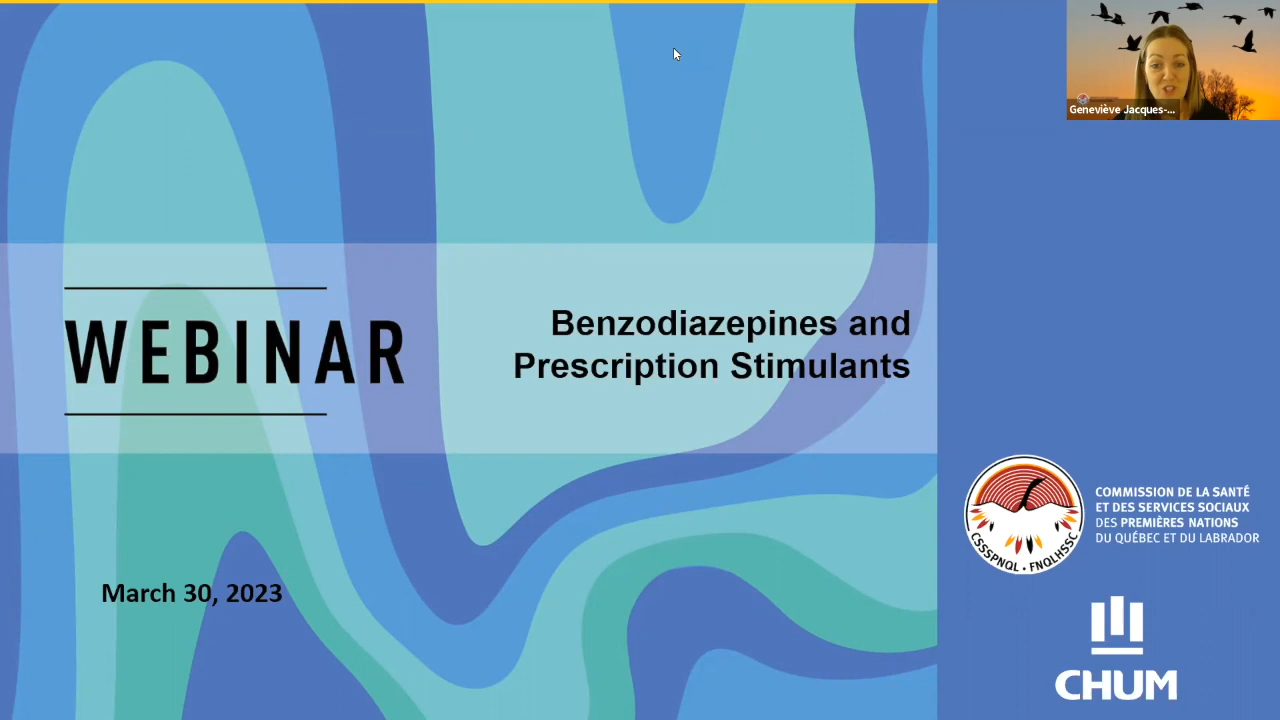 Geneviève Jacques-...
WEBINAR
Benzodiazepines and
Prescription Stimulants
March 30, 2023
COMMISSION DE LA SANTÉ
ET DES SERVICES SOCIAUX
DES PREMIÈRES NATIONS
DU QUÉBEC ET DU LABRADOR
CSSSPNQL • FNQLHSSC
CHUM